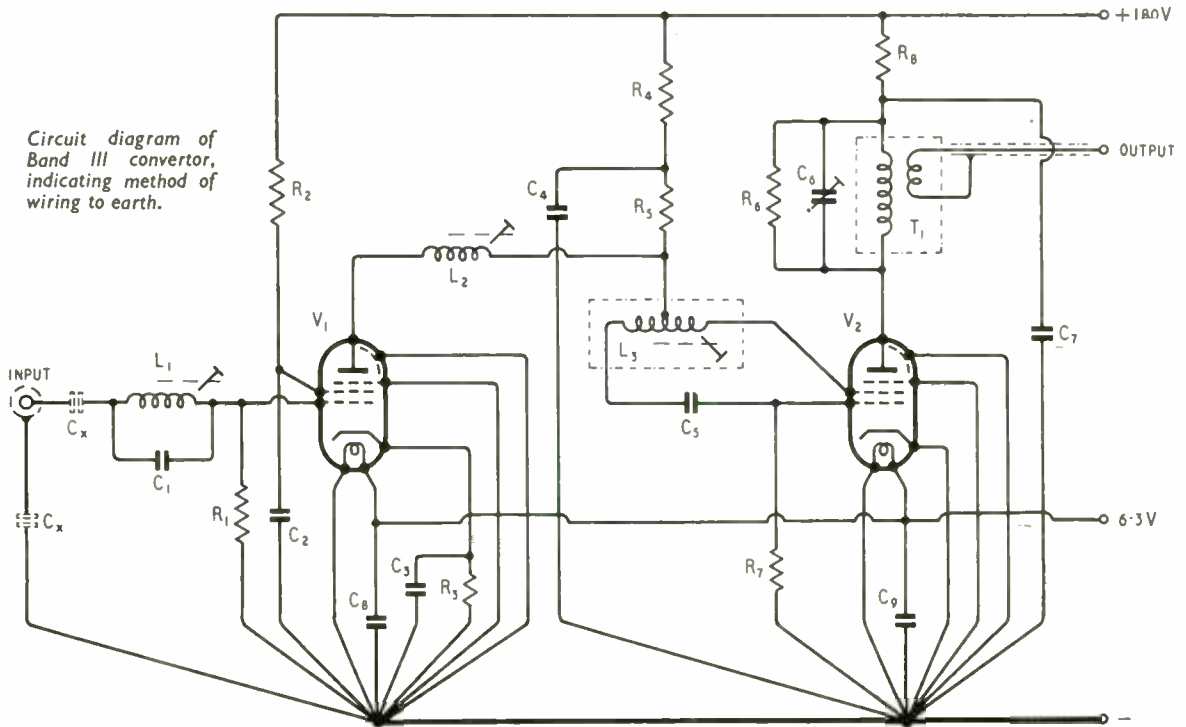 +180V
R8
R4
Circuit diagram of
Band III convertor,
indicating method of
wiring to earth.
OUTPUT
R2
C4
C6
R5
R6
T1
L2
V1
V2
C7
L3
L1
INPUT
Cx
C5
C1
Cx
6·3V
R1
C2
C3
R3
R7
C8
C9
−